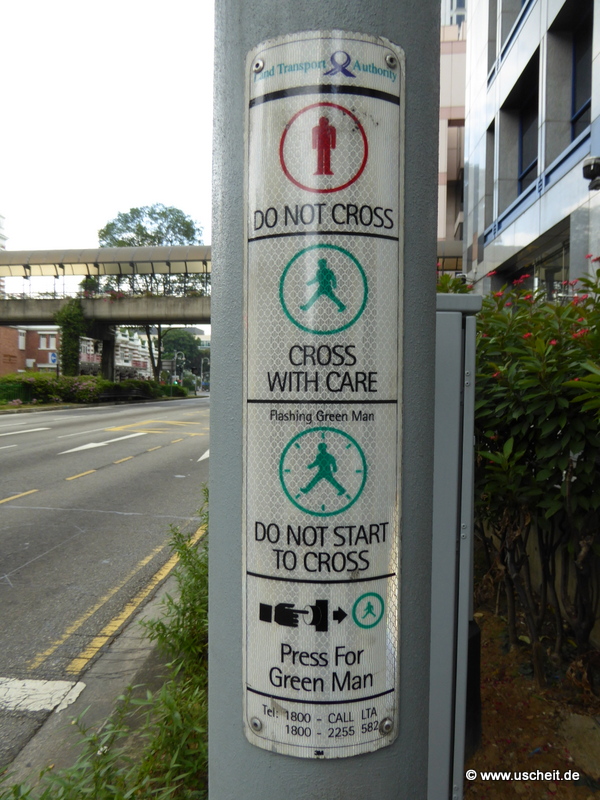 Land Transport Authority
DO NOT CROSS
CROSS
WITH CARE
Flashing Green Man
DO NOT START
TO CROSS
Press For
Green Man
Tel: 1800 - CALL LTA
1800 - 2255 582
3M
© www.uscheit.de